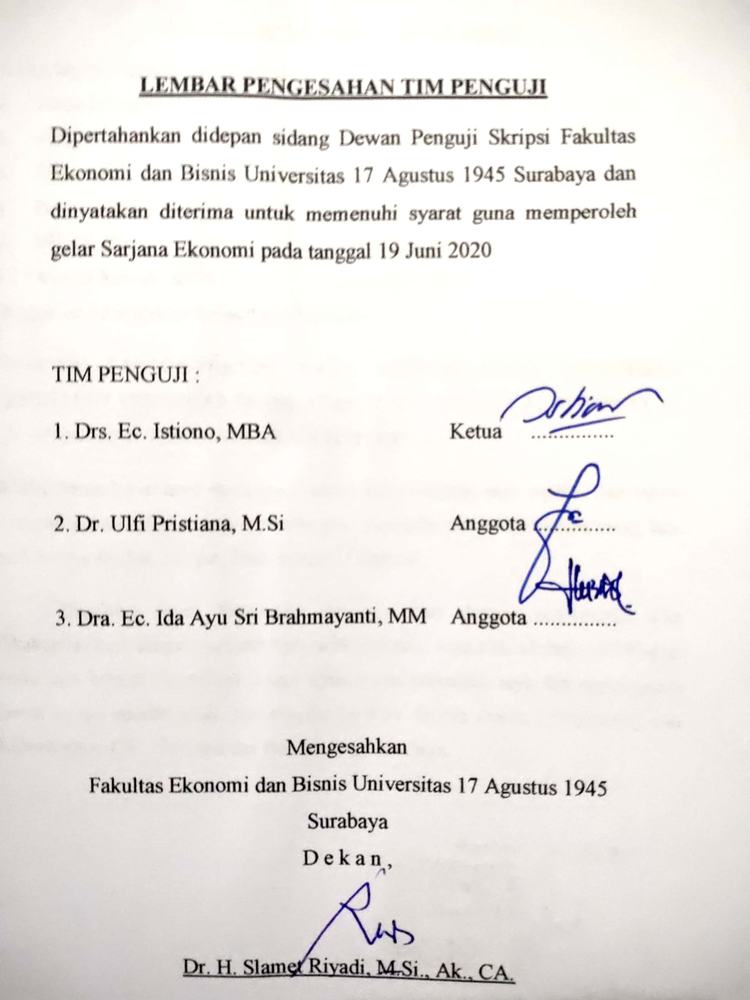 LEMBAR PENGESAHAN TIM PENGUJI
Dipertahankan didepan sidang Dewan Penguji Skripsi Fakultas
Ekonomi dan Bisnis Universitas 17 Agustus 1945 Surabaya dan
dinyatakan diterima untuk memenuhi syarat guna memperoleh
gelar Sarjana Ekonomi pada tanggal 19 Juni 2020
TIM PENGUJI :
1. Drs. Ec. Istiono, MBA Ketua ...............
2. Dr. Ulfi Pristiana, M.Si Anggota ...............
3. Dra. Ec. Ida Ayu Sri Brahmayanti, MM Anggota ...............
Mengesahkan
Fakultas Ekonomi dan Bisnis Universitas 17 Agustus 1945
Surabaya
D e k a n ,
Dr. H. Slamet Riyadi, M.Si., Ak., CA.